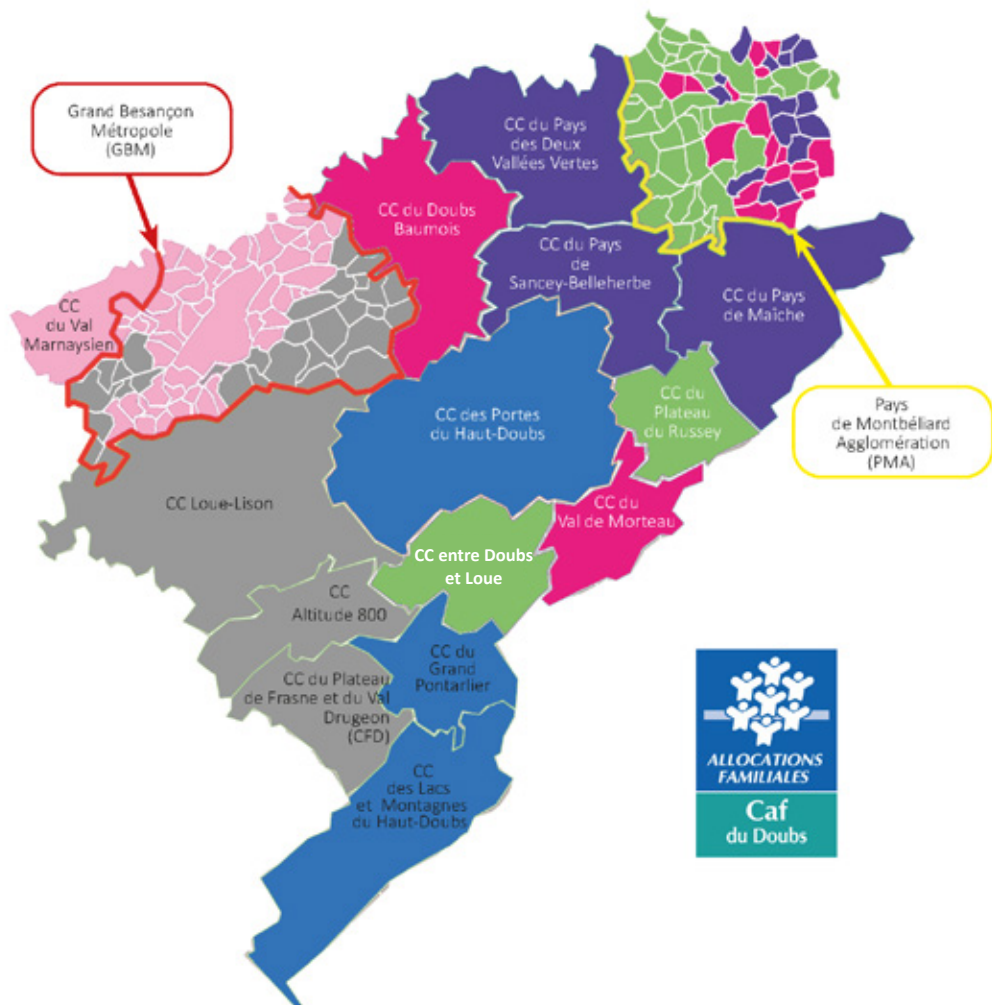 Grand Besançon
Métropole
(GBM)
CC du Pays
des Deux
Vallées Vertes
CC du Doubs
Baumois
CC du Pays
de
Sancey-Belleherbe
CC du Pays
de Maîche
CC
du Val
Marnaysien
CC des Portes
du Haut-Doubs
CC du
Plateau
du Russey
Pays
de Montbéliard
Agglomération
(PMA)
CC Loue-Lison
CC du
Val de Morteau
CC entre Doubs
et Loue
CC
Altitude 800
CC du
Grand
Pontarlier
CC du Plateau
de Frasne et du Val
Drugeon
(CFD)
CC
des Lacs
et Montagnes
du Haut-Doubs
ALLOCATIONS
FAMILIALES
Caf
du Doubs